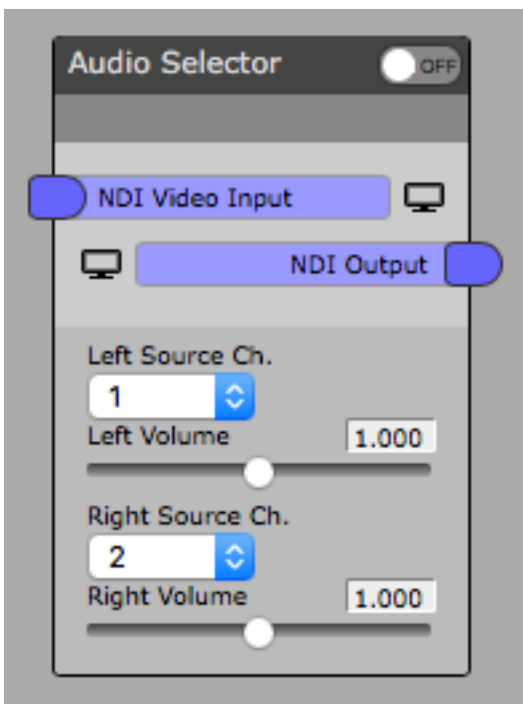 Audio Selector OFF
NDI Video Input
NDI Output
Left Source Ch.
1
Left Volume 1.000
Right Source Ch.
2
Right Volume 1.000